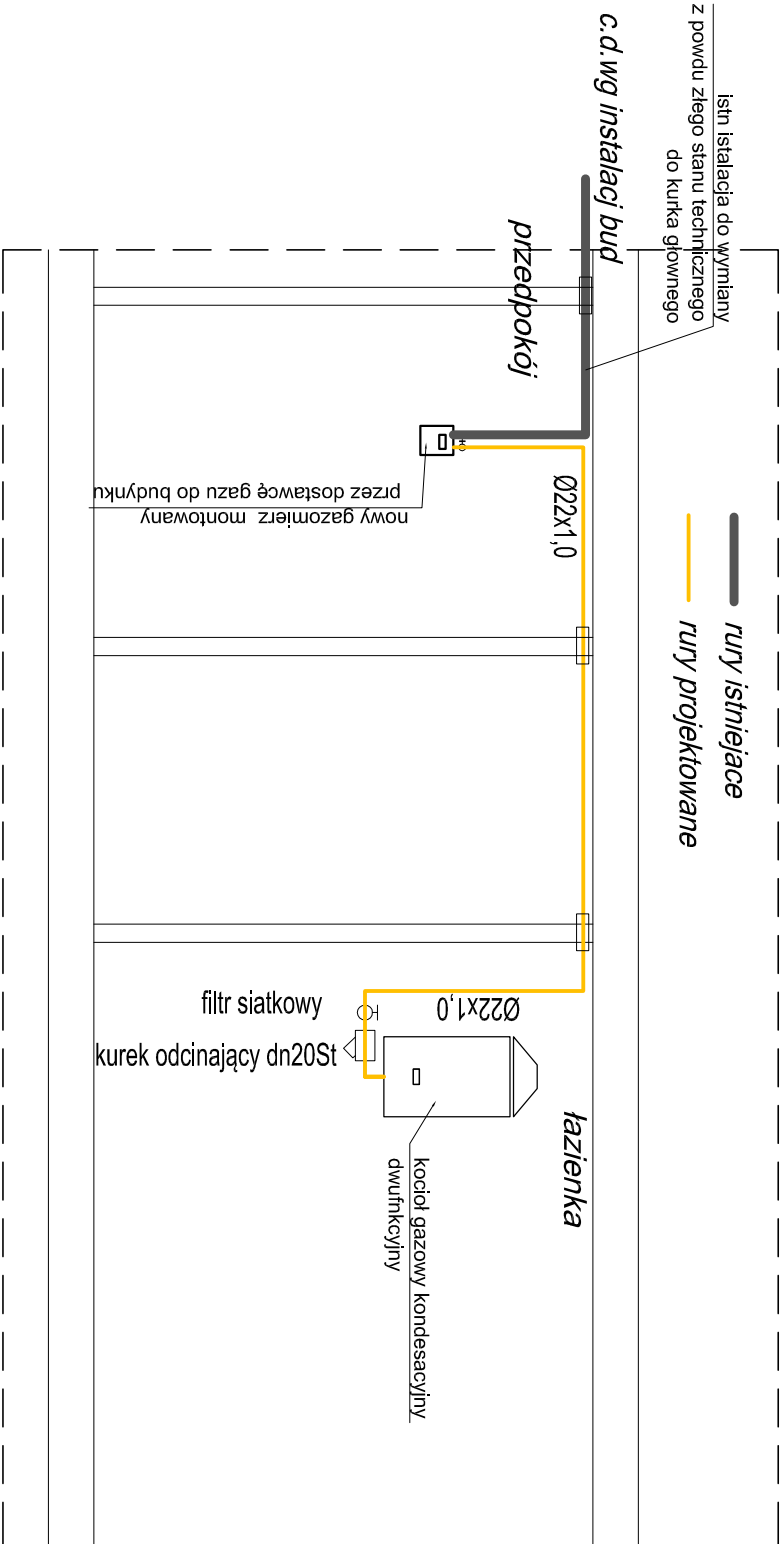 istn istalacja do wymiany
z powdu złego stanu technicznego
do kurka głownego
c.d.wg instalacj bud
przedpokój
rury istniejace
rury projektowane
nowy gazomierz montowany
przez dostawcę gazu do budynku
Ø22x1,0
Ø22x1,0
filtr siatkowy
kurek odcinający dn20St
łazienka
kocioł gazowy kondesacyjny
dwufnkcyjny